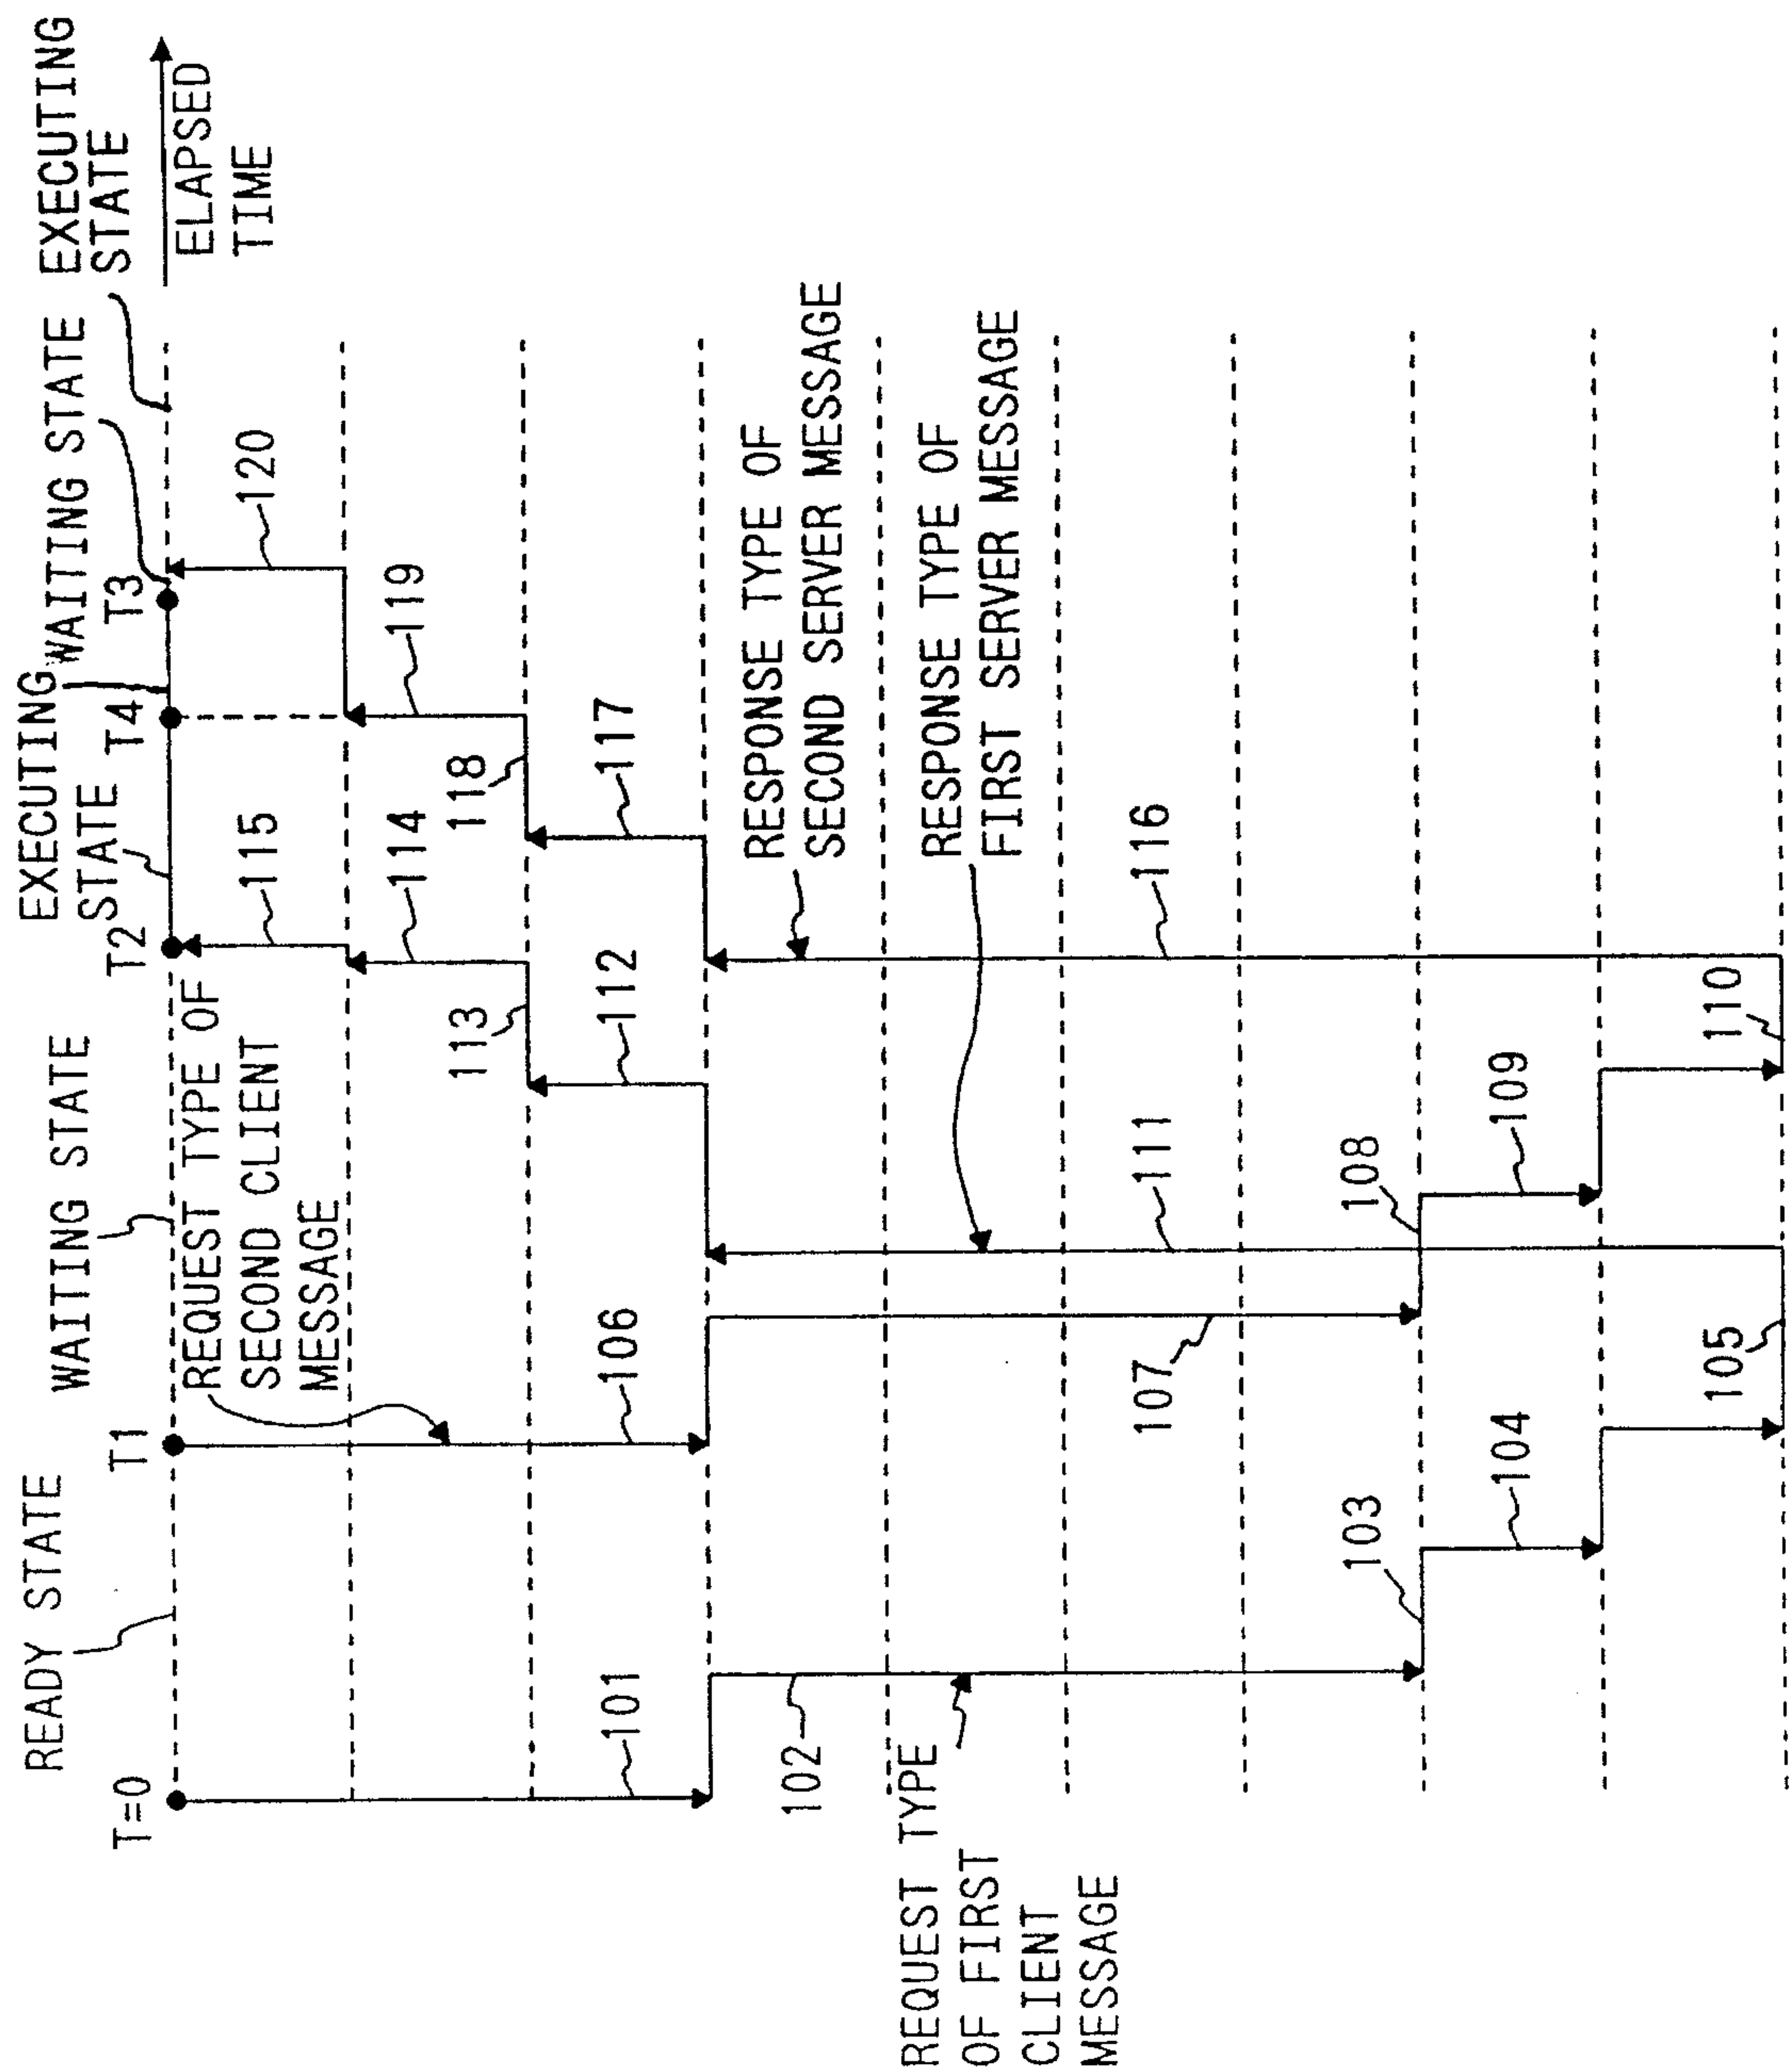 READY STATE
WAITING STATE
EXECUTING
STATE
WAITING STATE
EXECUTING
STATE
T=0
T1
T2
T4
T3
ELAPSED
TIME
REQUEST TYPE OF
SECOND CLIENT
MESSAGE
115
120
114
119
113
118
101
106
112
117
RESPONSE TYPE OF
SECOND SERVER MESSAGE
102
REQUEST TYPE
OF FIRST
CLIENT
MESSAGE
RESPONSE TYPE OF
FIRST SERVER MESSAGE
107
111
116
103
108
104
109
105
110